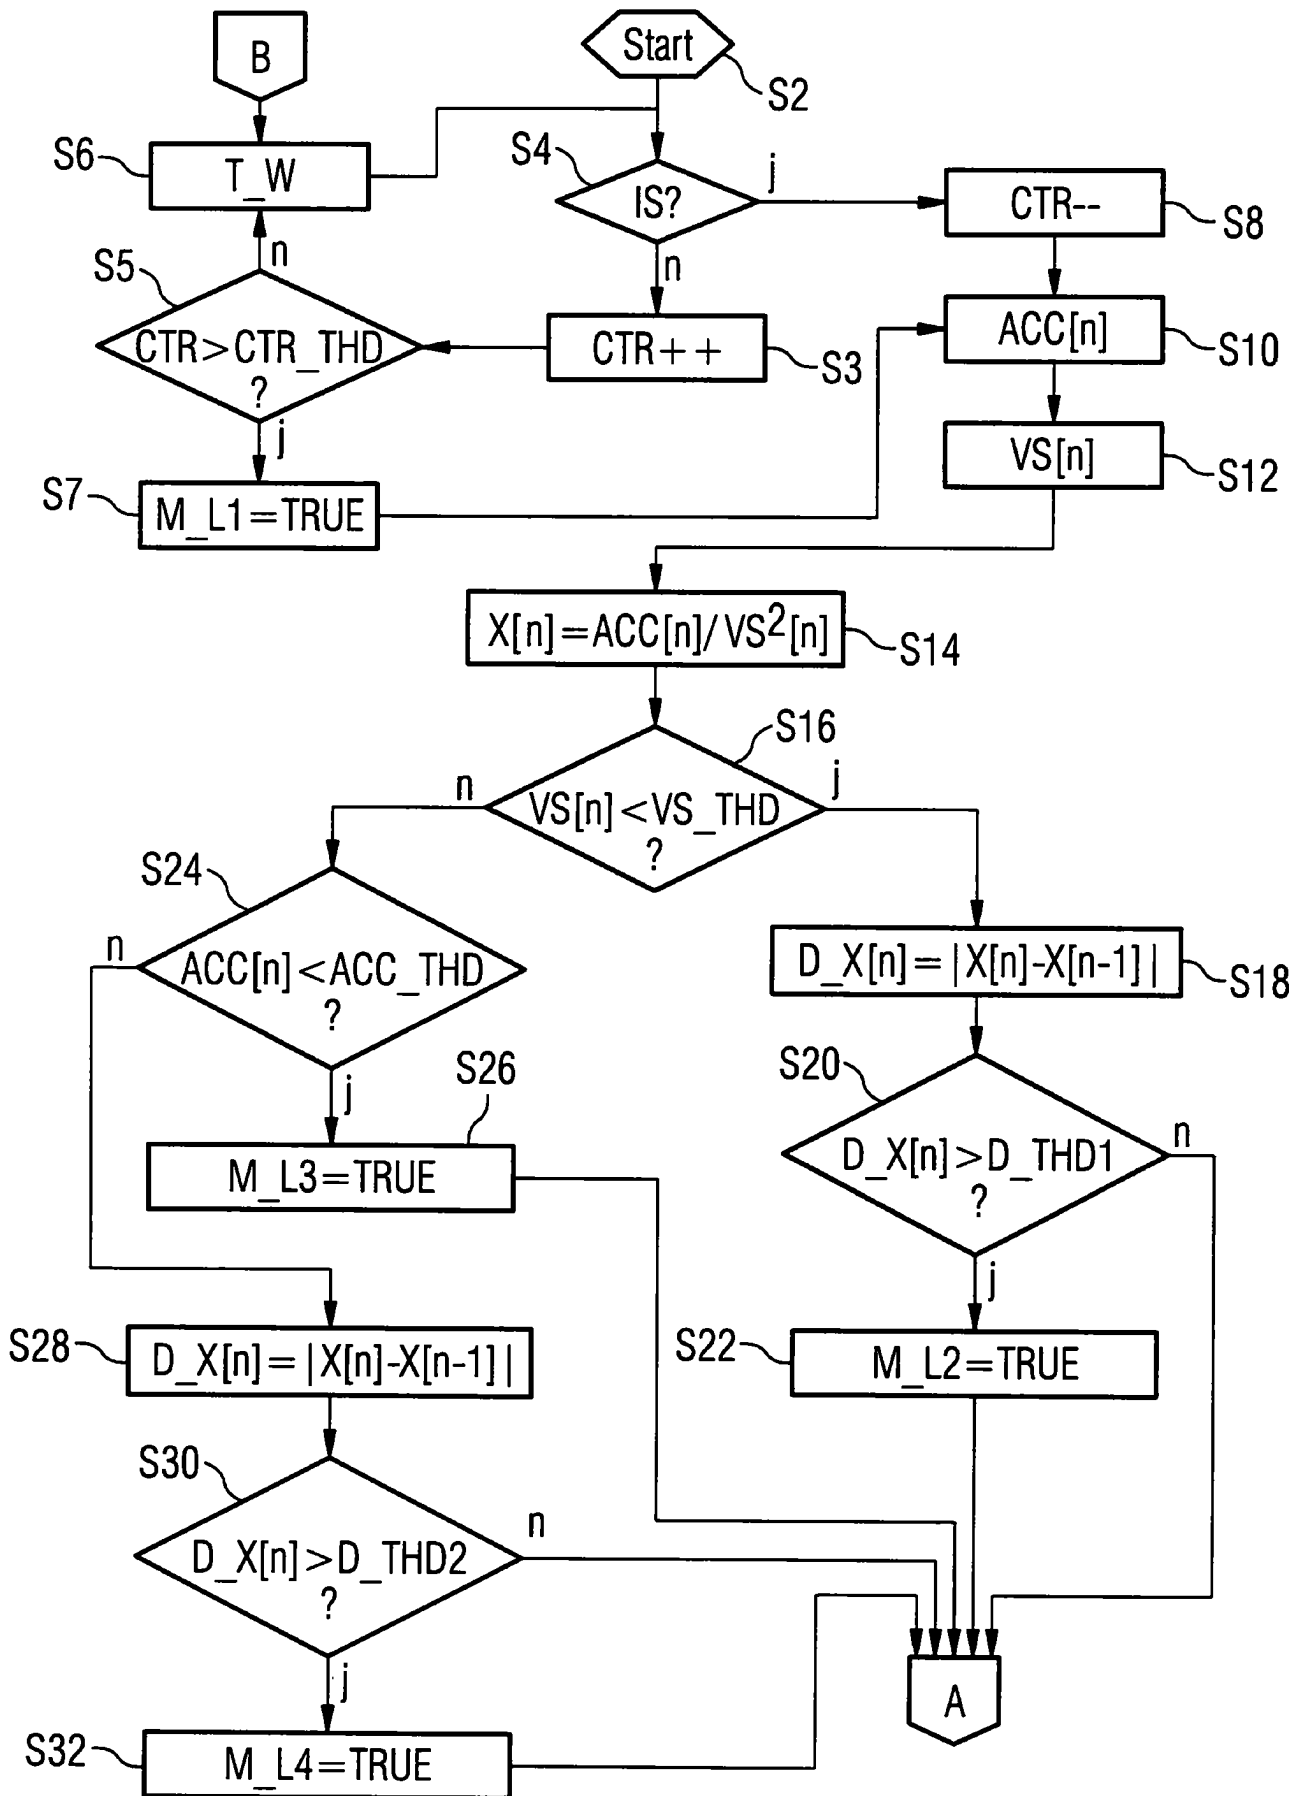 B
Start
S2
S6
T_W
S4
IS?
j
n
CTR--
S8
S5
n
CTR>CTR_THD
?
j
CTR++
S3
ACC[n]
S10
VS[n]
S12
S7
M_L1=TRUE
X[n]=ACC[n]/VS²[n]
S14
S16
n
j
VS[n]<VS_THD
?
S24
n
ACC[n]<ACC_THD
?
j
D_X[n]=|X[n]-X[n-1]|
S18
S20
n
D_X[n]>D_THD1
?
j
S26
M_L3=TRUE
S28
D_X[n]=|X[n]-X[n-1]|
S22
M_L2=TRUE
S30
n
D_X[n]>D_THD2
?
j
A
S32
M_L4=TRUE